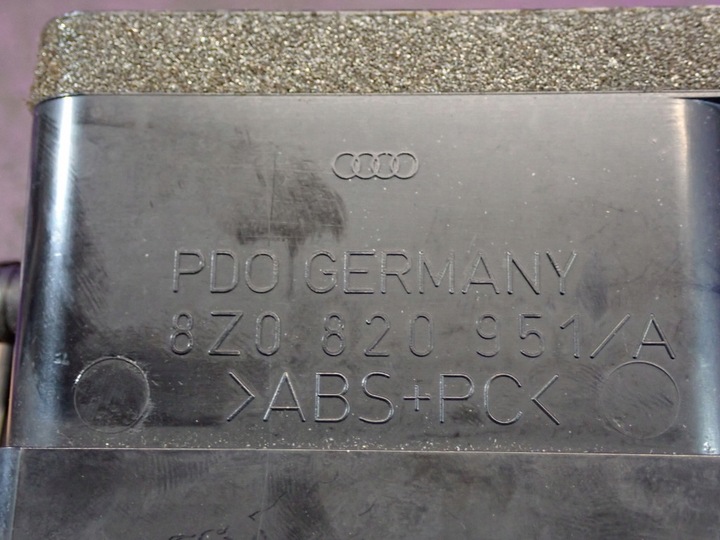 PDO GERMANY
8Z0 820 951/A
>ABS+PC<